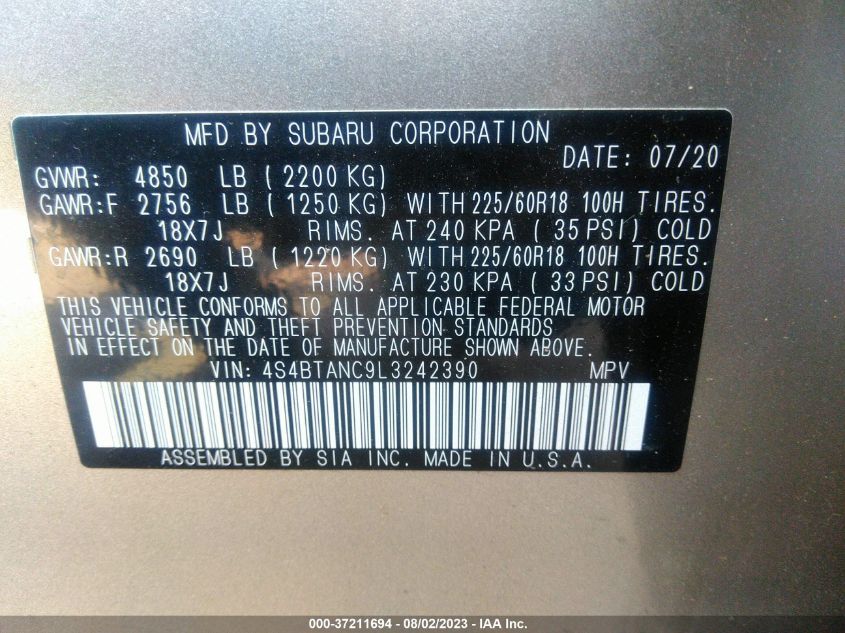 MFD BY SUBARU CORPORATION
DATE: 07/20
GVWR: 4850 LB ( 2200 KG)
GAWR:F 2756 LB ( 1250 KG) WITH 225/60R18 100H TIRES.
18X7J RIMS. AT 240 KPA ( 35 PSI) COLD
GAWR:R 2690 LB ( 1220 KG) WITH 225/60R18 100H TIRES.
18X7J RIMS. AT 230 KPA ( 33 PSI) COLD
THIS VEHICLE CONFORMS TO ALL APPLICABLE FEDERAL MOTOR
VEHICLE SAFETY AND THEFT PREVENTION STANDARDS
IN EFFECT ON THE DATE OF MANUFACTURE SHOWN ABOVE.
VIN: 4S4BTANC9L3242390 MPV
ASSEMBLED BY SIA INC. MADE IN U.S.A.
000-37211694 - 08/02/2023 - IAA Inc.